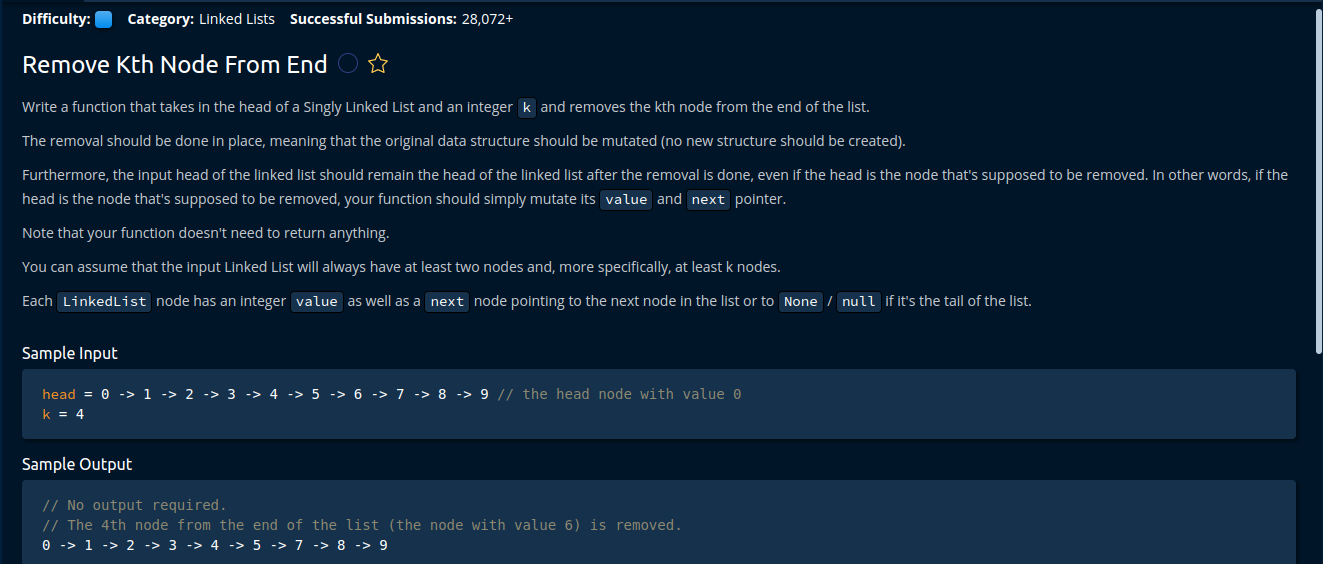 Difficulty: Category: Linked Lists Successful Submissions: 28,072+
Remove Kth Node From End
Write a function that takes in the head of a Singly Linked List and an integer k and removes the kth node from the end of the list.
The removal should be done in place, meaning that the original data structure should be mutated (no new structure should be created).
Furthermore, the input head of the linked list should remain the head of the linked list after the removal is done, even if the head is the node that's supposed to be removed. In other words, if the
head is the node that's supposed to be removed, your function should simply mutate its value and next pointer.
Note that your function doesn't need to return anything.
You can assume that the input Linked List will always have at least two nodes and, more specifically, at least k nodes.
Each LinkedList node has an integer value as well as a next node pointing to the next node in the list or to None / null if it's the tail of the list.
Sample Input
head = 0 -> 1 -> 2 -> 3 -> 4 -> 5 -> 6 -> 7 -> 8 -> 9 // the head node with value 0
k = 4
Sample Output
// No output required.
// The 4th node from the end of the list (the node with value 6) is removed.
0 -> 1 -> 2 -> 3 -> 4 -> 5 -> 7 -> 8 -> 9